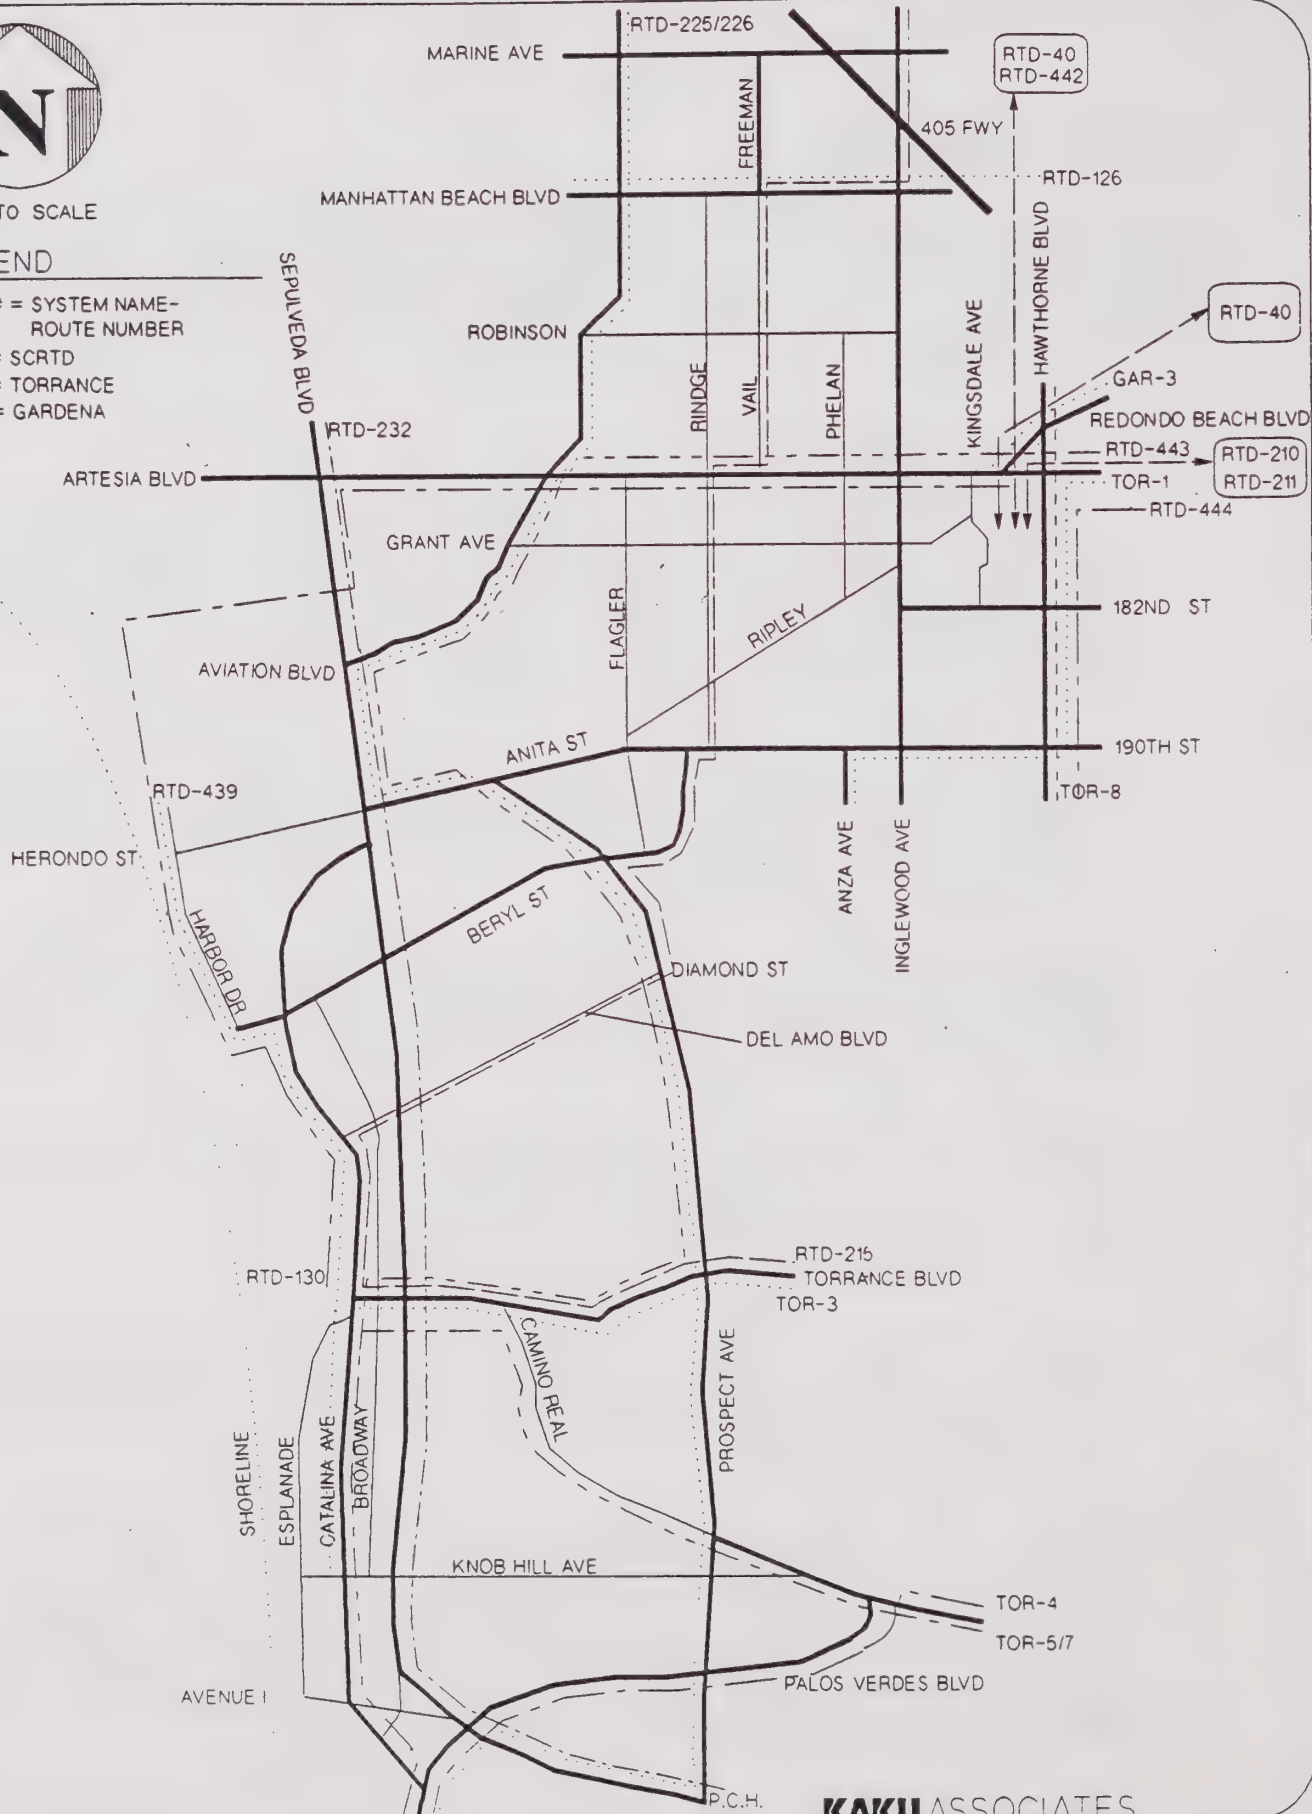 RTD-225/226
MARINE AVE
RTD-40
RTD-442
FREEMAN
405 FWY
N
RTD-126
MANHATTAN BEACH BLVD
TO SCALE
END
= SYSTEM NAME-
ROUTE NUMBER
= SCRTD
= TORRANCE
= GARDENA
SEPULVEDA BLVD
HAWTHORNE BLVD
KINGSDALE AVE
RTD-40
ROBINSON
RINDGE
VAIL
PHELAN
GAR-3
REDONDO BEACH BLVD
RTD-232
RTD-443
RTD-210
RTD-211
ARTESIA BLVD
TOR-1
RTD-444
GRANT AVE
FLAGLER
RIPLEY
182ND ST
AVIATION BLVD
ANITA ST
190TH ST
RTD-439
TOR-8
HERONDO ST
ANZA AVE
INGLEWOOD AVE
HARBOR DR
BERYL ST
DIAMOND ST
DEL AMO BLVD
RTD-215
RTD-130
TORRANCE BLVD
TOR-3
CAMINO REAL
PROSPECT AVE
SHORELINE
ESPLANADE
CATALINA AVE
BROADWAY
KNOB HILL AVE
TOR-4
TOR-5/7
PALOS VERDES BLVD
AVENUE I
P.C.H.
KAKU ASSOCIATES